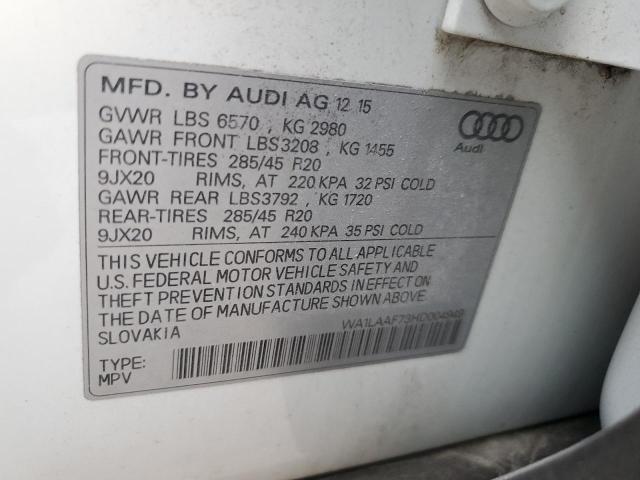 MFD. BY AUDI AG 12 15
GVWR LBS 6570 , KG 2980
GAWR FRONT LBS3208 , KG 1455
FRONT-TIRES 285/45 R20
9JX20 RIMS, AT 220 KPA 32 PSI COLD
GAWR REAR LBS3792 , KG 1720
REAR-TIRES 285/45 R20
9JX20 RIMS, AT 240 KPA 35 PSI COLD
Audi
THIS VEHICLE CONFORMS TO ALL APPLICABLE
U.S. FEDERAL MOTOR VEHICLE SAFETY AND
THEFT PREVENTION STANDARDS IN EFFECT ON
THE DATE OF MANUFACTURE SHOWN ABOVE
SLOVAKIA
WA1LAAF73HD004949
TYPE:
MPV